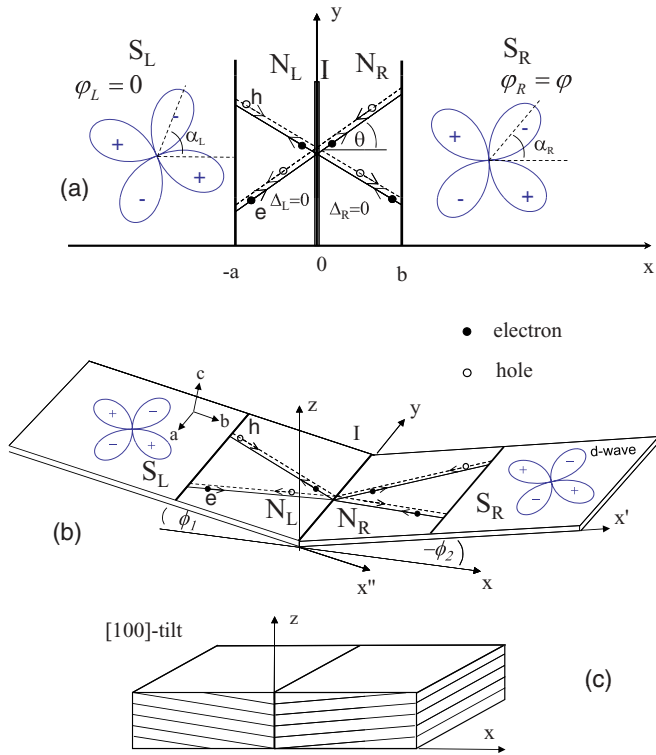 y
S_L
N_L
I
N_R
S_R
φ_L = 0
φ_R = φ
h
-
-
α_L
α_R
+
θ
+
+
+
(a)
e
Δ_L=0
Δ_R=0
-
-
-a
0
b
x
● electron
○ hole
c
z
a
b
I
y
h
+
−
−
+
d-wave
−
+
+
−
S_L
e
N_L
N_R
S_R
(b)
ϕ_1
x'
−ϕ_2
x
x''
[100]-tilt
z
(c)
x